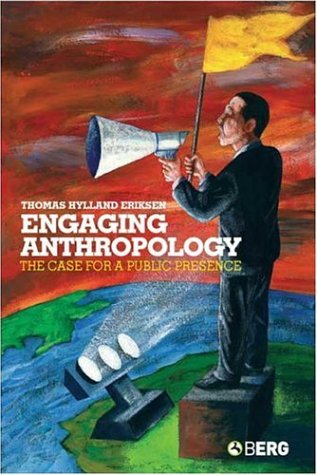 THOMAS HYLLAND ERIKSEN
ENGAGING
ANTHROPOLOGY
THE CASE FOR A PUBLIC PRESENCE
BERG